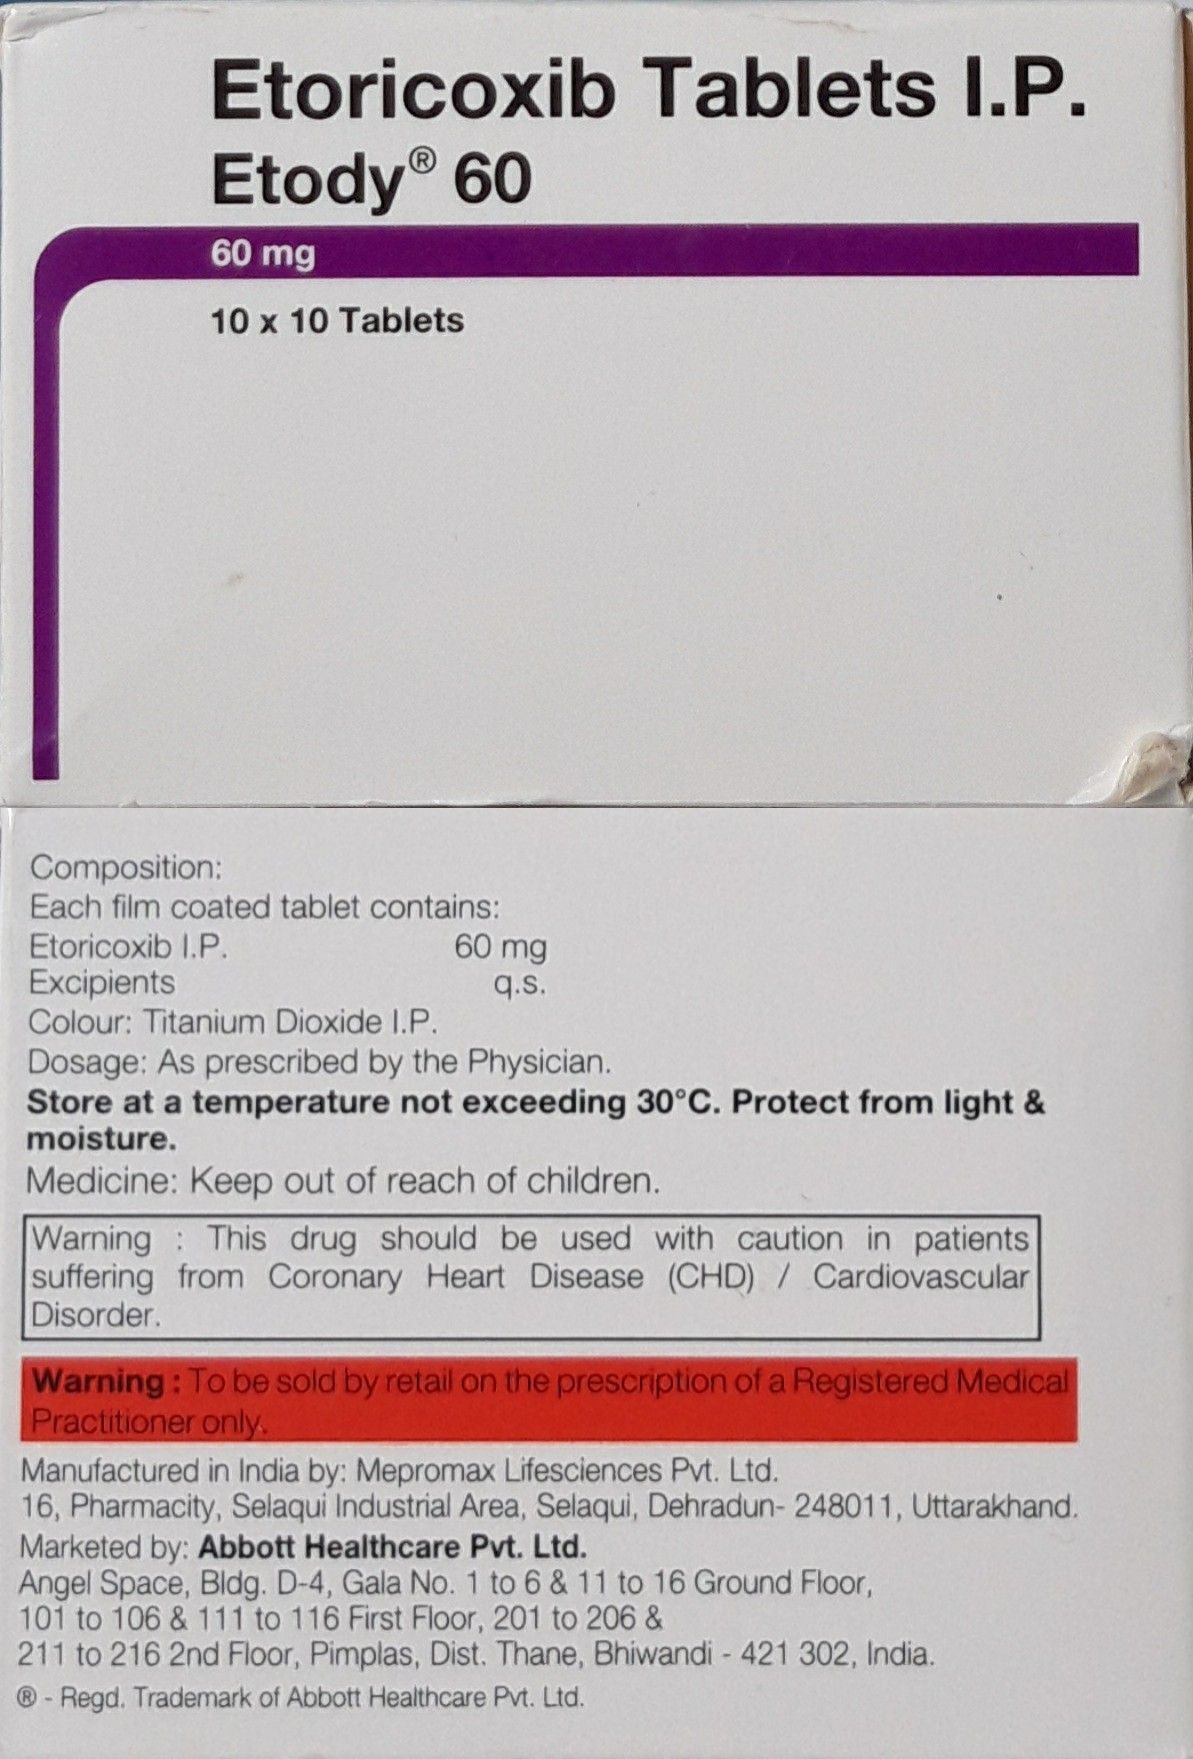 Etoricoxib Tablets I.P.
Etody® 60
60 mg
10 x 10 Tablets
Composition:
Each film coated tablet contains:
Etoricoxib I.P. 60 mg
Excipients q.s.
Colour: Titanium Dioxide I.P.
Dosage: As prescribed by the Physician.
Store at a temperature not exceeding 30°C. Protect from light &
moisture.
Medicine: Keep out of reach of children.
Warning : This drug should be used with caution in patients
suffering from Coronary Heart Disease (CHD) / Cardiovascular
Disorder.
Warning : To be sold by retail on the prescription of a Registered Medical
Practitioner only.
Manufactured in India by: Mepromax Lifesciences Pvt. Ltd.
16, Pharmacity, Selaqui Industrial Area, Selaqui, Dehradun- 248011, Uttarakhand.
Marketed by: Abbott Healthcare Pvt. Ltd.
Angel Space, Bldg. D-4, Gala No. 1 to 6 & 11 to 16 Ground Floor,
101 to 106 & 111 to 116 First Floor, 201 to 206 &
211 to 216 2nd Floor, Pimplas, Dist. Thane, Bhiwandi - 421 302, India.
® - Regd. Trademark of Abbott Healthcare Pvt. Ltd.